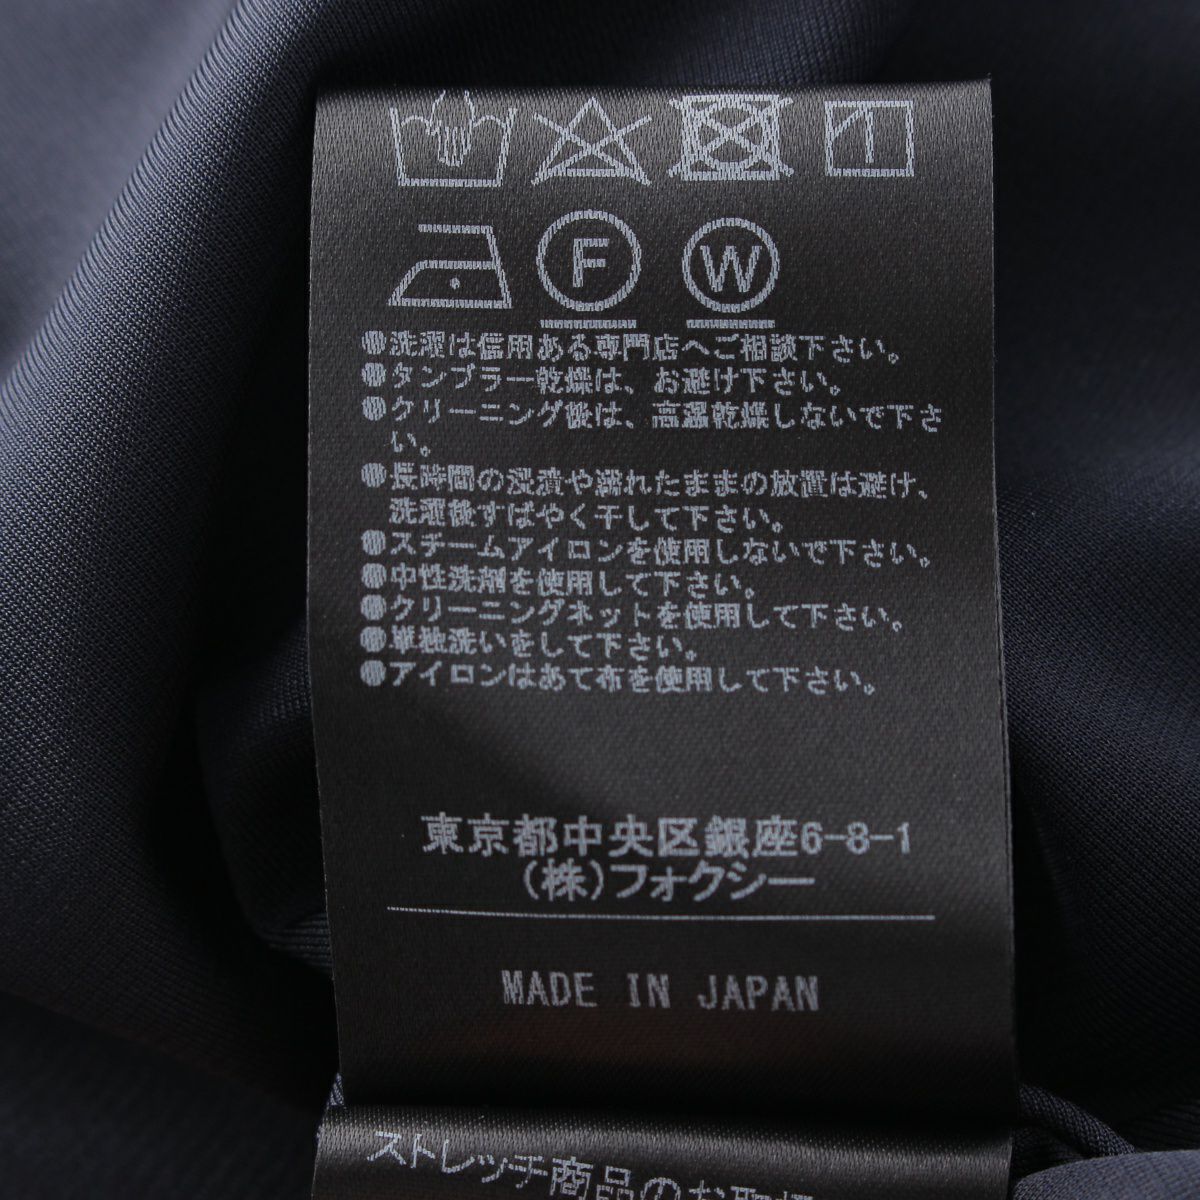 F W
●洗濯は信用ある専門店へご相談下さい。
●タンブラー乾燥は、お避け下さい。
●クリーニング後は、高温乾燥しないで下さ
い。
●長時間の浸漬や濡れたままの放置は避け、
洗濯後すばやく干して下さい。
●スチームアイロンを使用しないで下さい。
●中性洗剤を使用して下さい。
●クリーニングネットを使用して下さい。
●単独洗いをして下さい。
●アイロンはあて布を使用して下さい。
東京都中央区銀座6-8-1
(株)フォクシー
MADE IN JAPAN
ストレッチ商品のお取扱